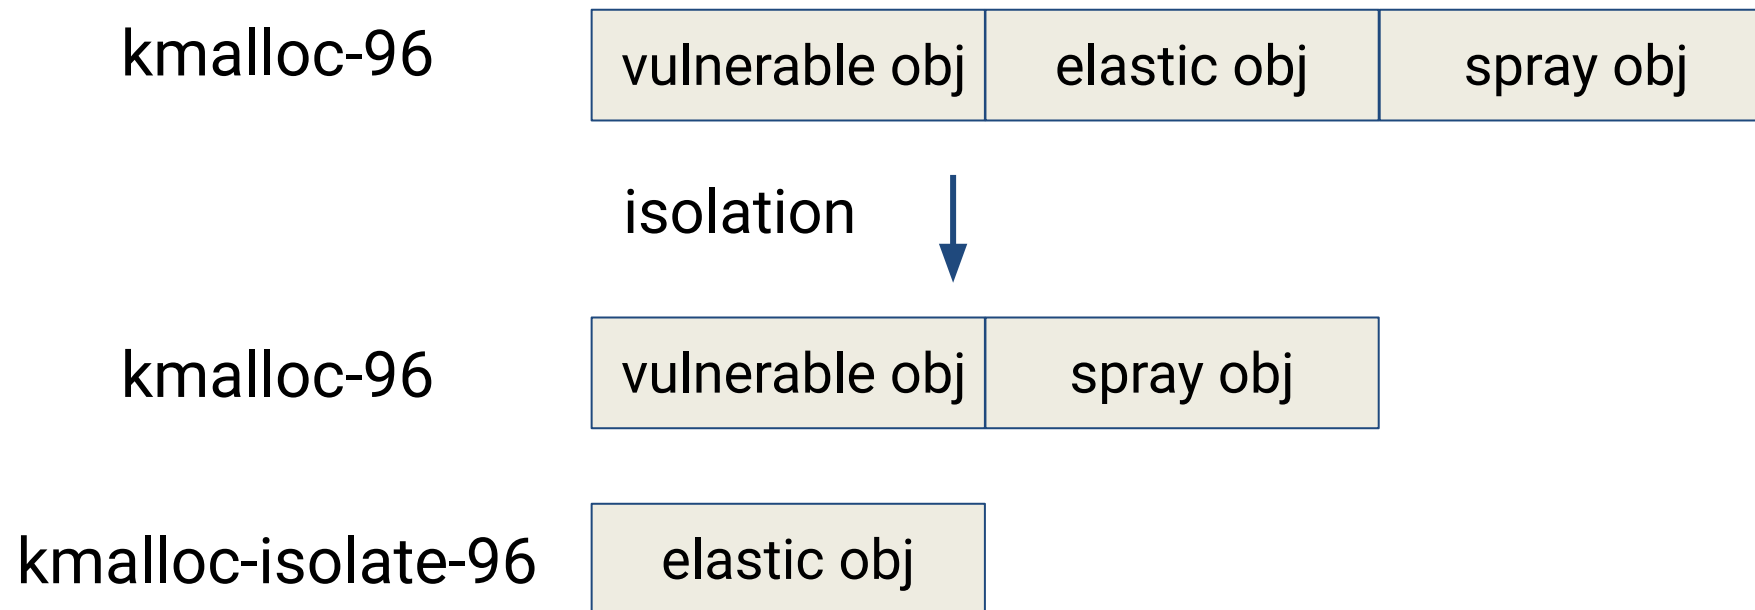 kmalloc-96 vulnerable obj elastic obj spray obj
isolation
kmalloc-96 vulnerable obj spray obj
kmalloc-isolate-96 elastic obj